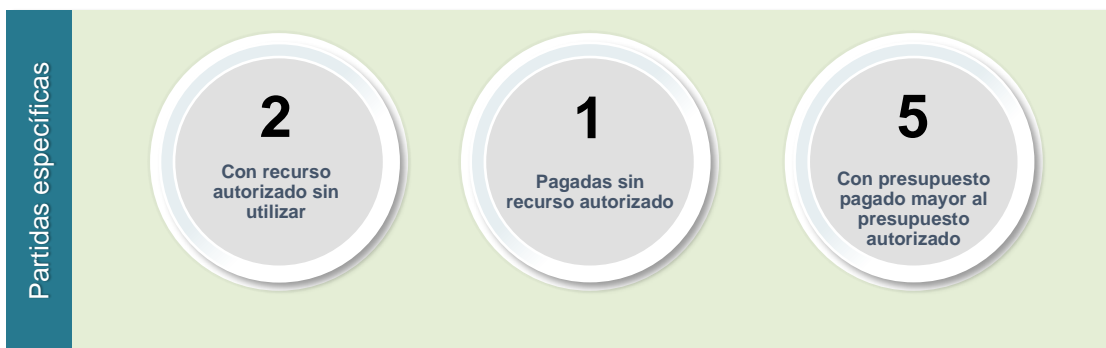 Partidas específicas
2
Con recurso
autorizado sin
utilizar
1
Pagadas sin
recurso autorizado
5
Con presupuesto
pagado mayor al
presupuesto
autorizado